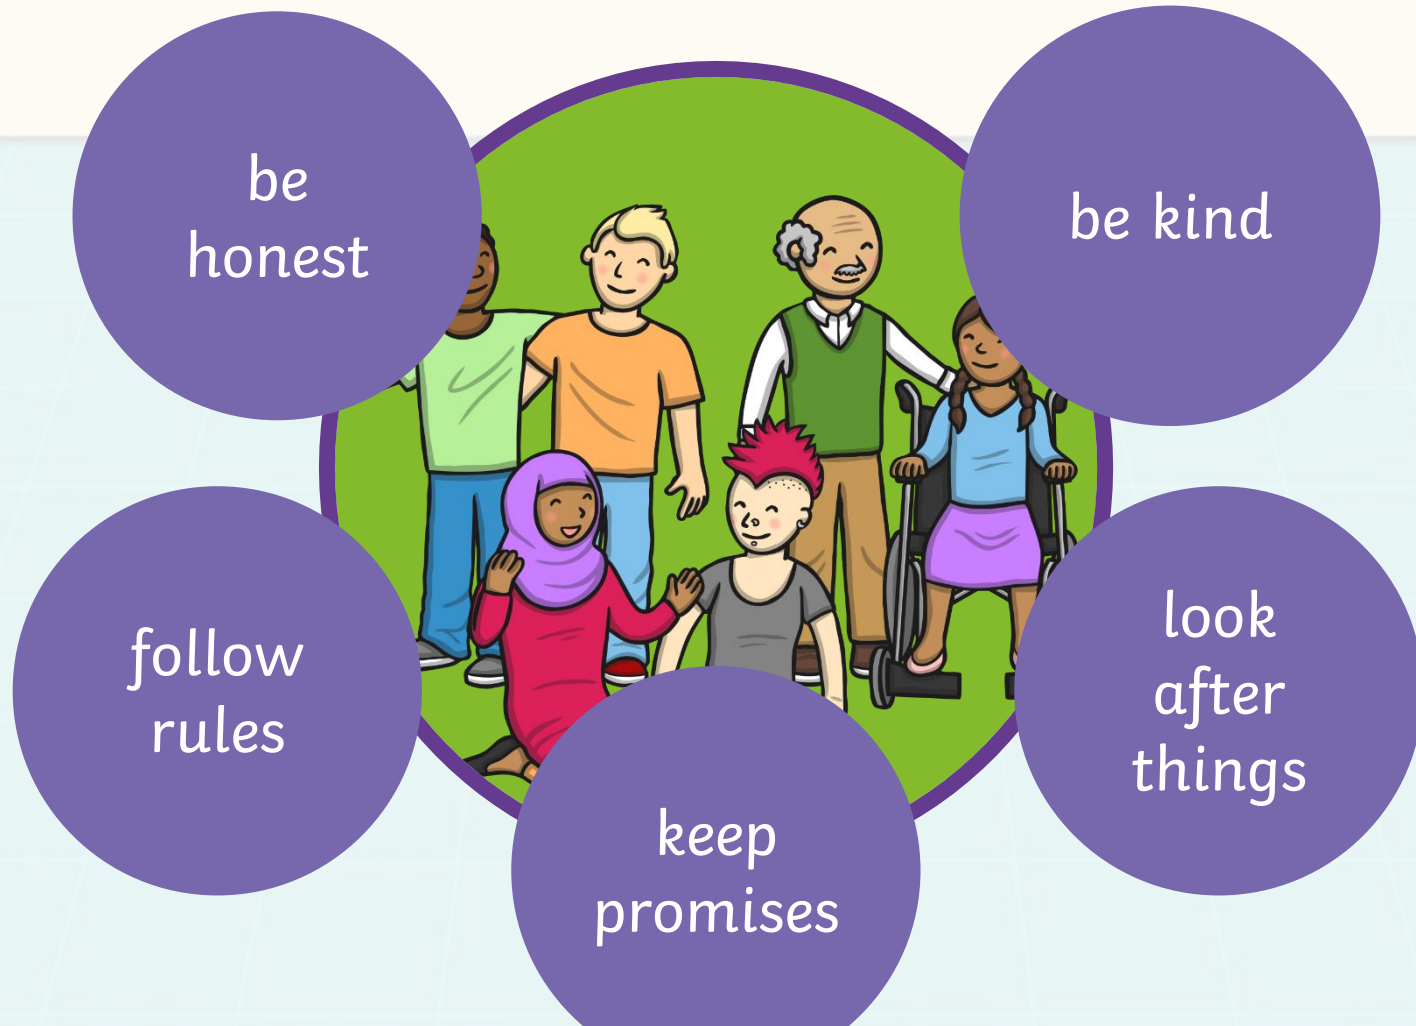 be
honest
be kind
follow
rules
look
after
things
keep
promises